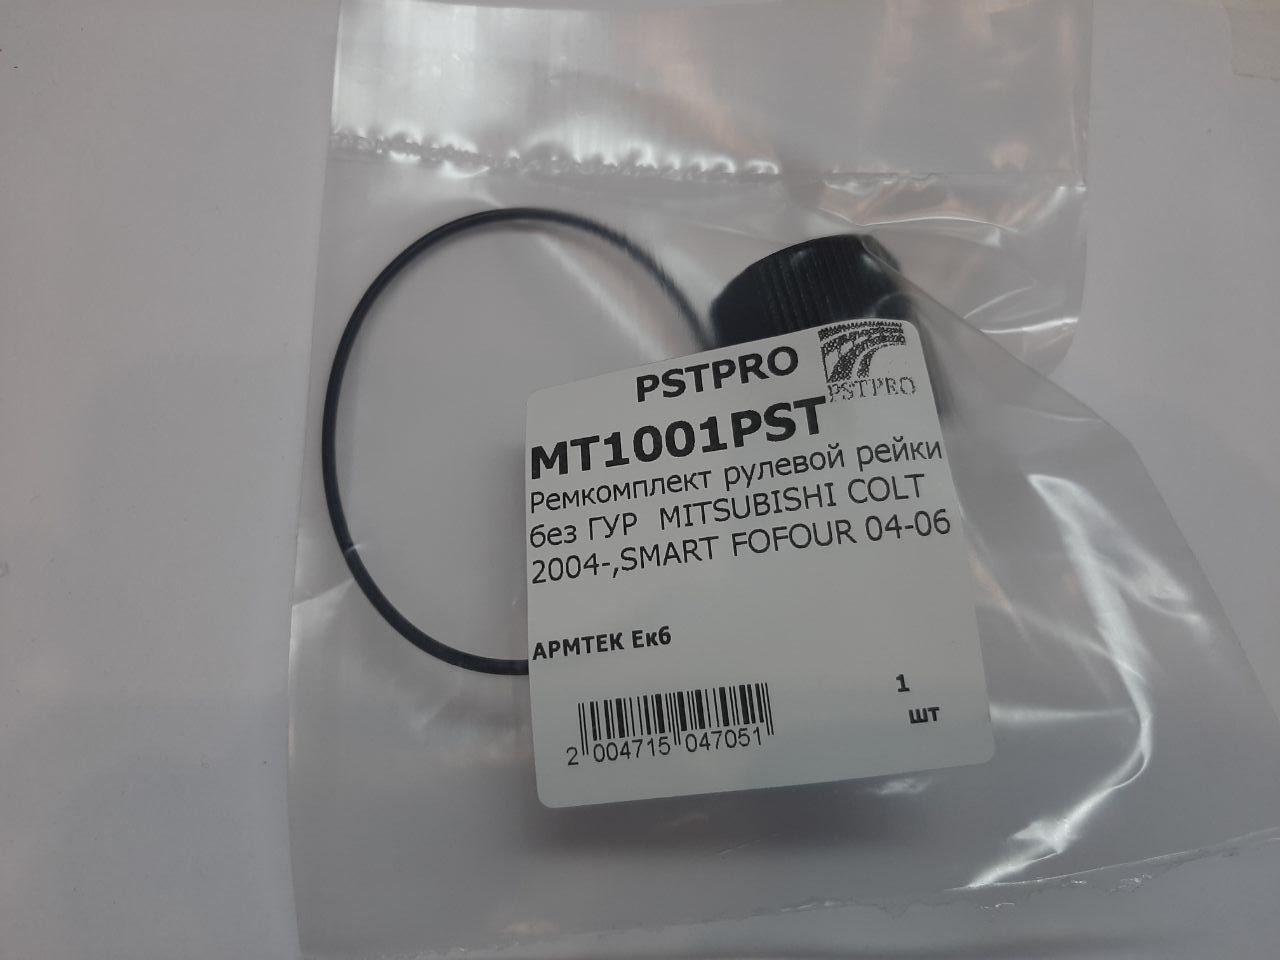 PSTPRO
PSTPRO
MT1001PST
Ремкомплект рулевой рейки
без ГУР MITSUBISHI COLT
2004-,SMART FOFOUR 04-06
АРМТЕК Екб
1
шт
2 004715 047051